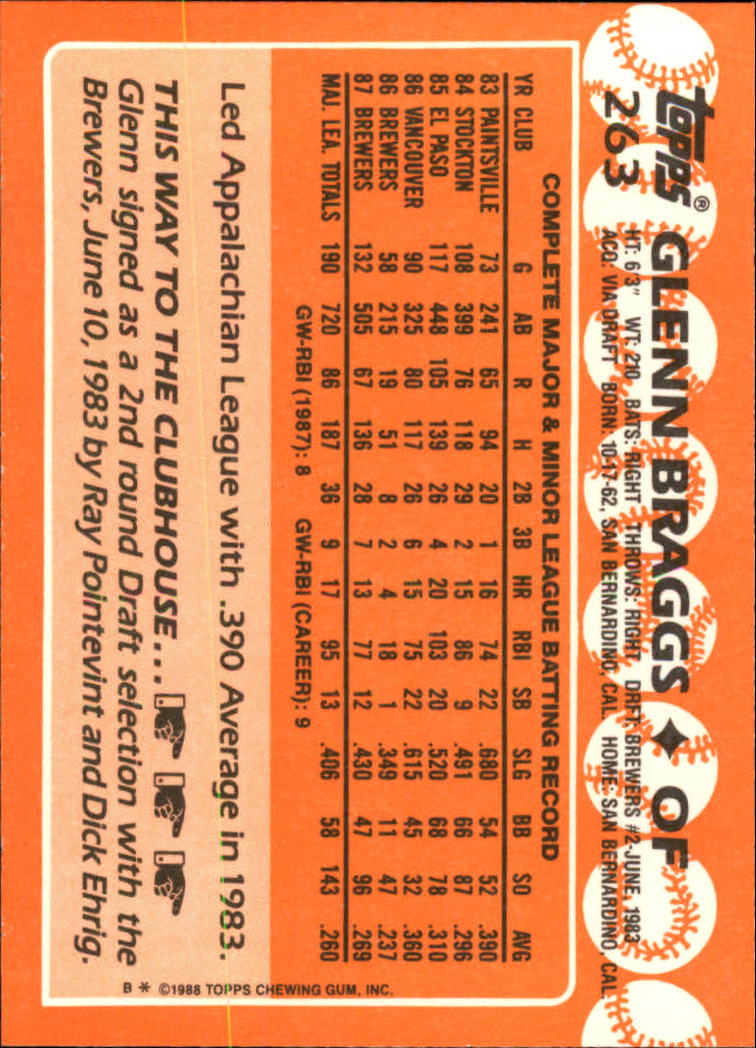 topps® GLENN BRAGGS ♦ OF
263
HT: 6'3" WT: 210 BATS: RIGHT THROWS: RIGHT DRFT: BREWERS #2-JUNE, 1983
ACQ: VIA DRAFT BORN: 10-17-62, SAN BERNARDINO, CAL. HOME: SAN BERNARDINO, CAL.
COMPLETE MAJOR & MINOR LEAGUE BATTING RECORD
YR CLUB G AB R H 2B 3B HR RBI SB SLG BB SO AVG
83 PAINTSVILLE 73 241 65 94 20 1 16 74 22 .680 54 52 .390
84 STOCKTON 108 399 76 118 29 2 15 86 9 .491 66 87 .296
85 EL PASO 117 448 105 139 26 4 20 103 20 .520 68 78 .310
86 VANCOUVER 90 325 80 117 26 6 15 75 22 .615 45 32 .360
86 BREWERS 58 215 19 51 8 2 4 18 1 .349 11 47 .237
87 BREWERS 132 505 67 136 28 7 13 77 12 .430 47 96 .269
MAJ. LEA. TOTALS 190 720 86 187 36 9 17 95 13 .406 58 143 .260
GW-RBI (1987): 8 GW-RBI (CAREER): 9
Led Appalachian League with .390 Average in 1983.
THIS WAY TO THE CLUBHOUSE...
Glenn signed as a 2nd round Draft selection with the
Brewers, June 10, 1983 by Ray Pointevint and Dick Ehrig.
B * ©1988 TOPPS CHEWING GUM, INC.